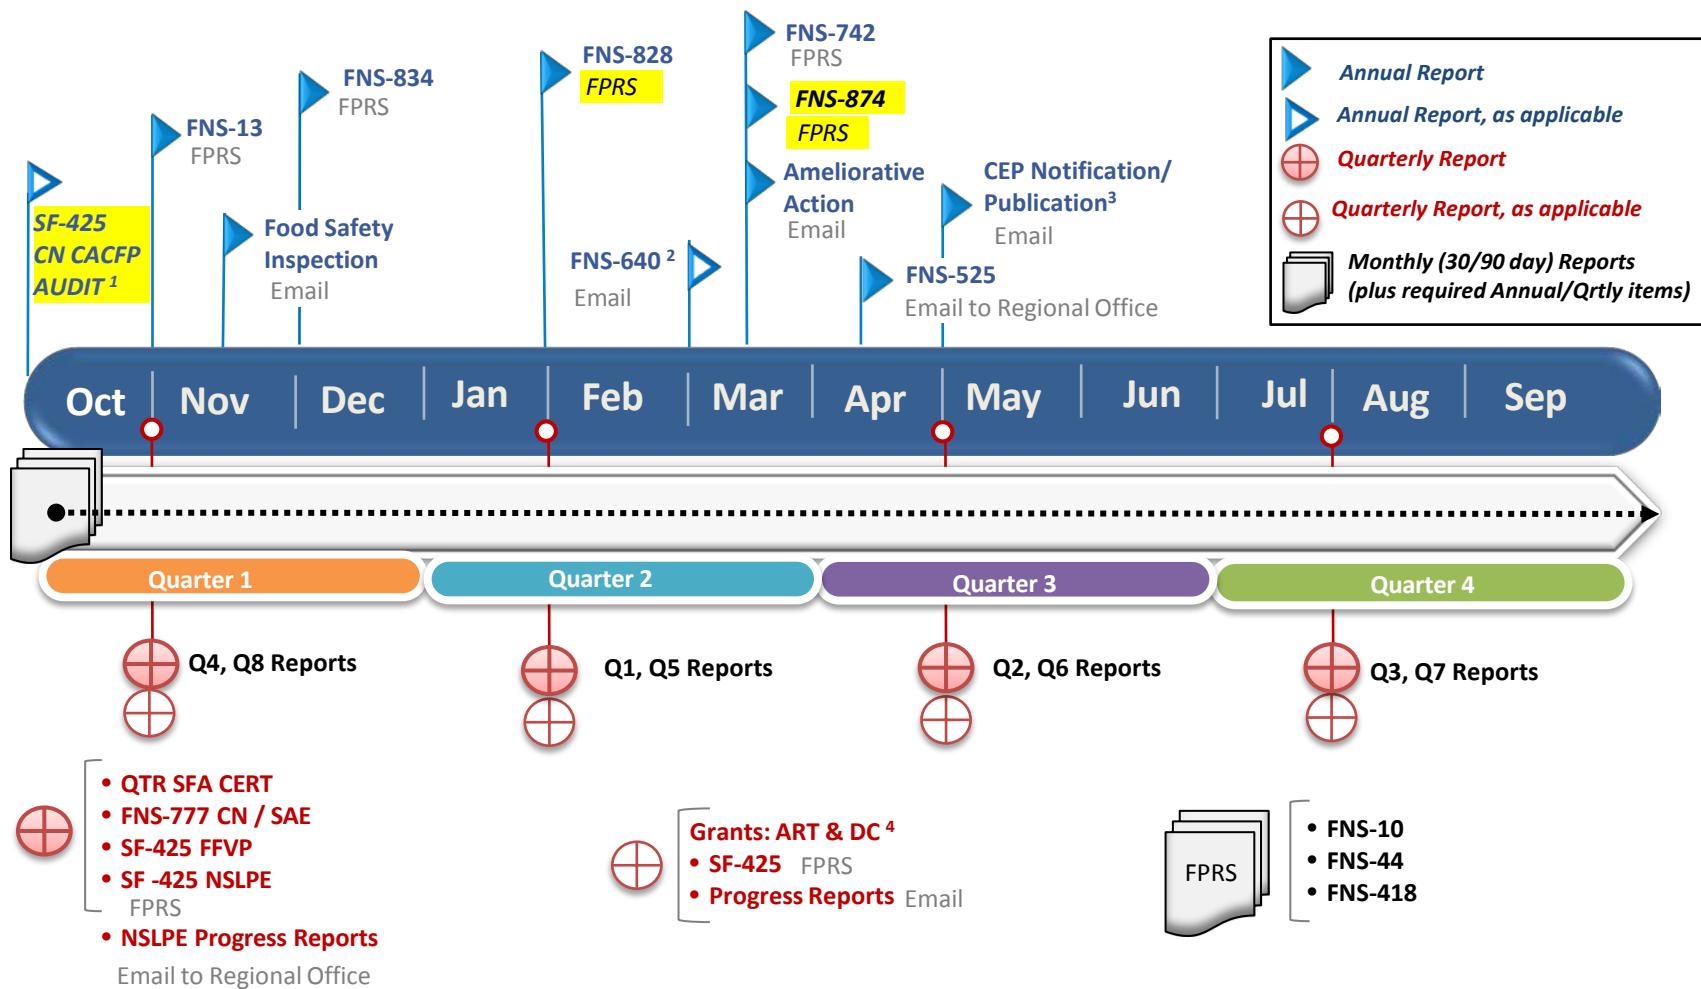 FNS-742
FPRS
FNS-828
FPRS
FNS-834
FPRS
FNS-874
FPRS
FNS-13
FPRS
Ameliorative
Action
Email
CEP Notification/
Publication3
Email
SF-425
CN CACFP
AUDIT 1
Food Safety
Inspection
Email
FNS-640 2
Email
FNS-525
Email to Regional Office
Annual Report
Annual Report, as applicable
Quarterly Report
Quarterly Report, as applicable
Monthly (30/90 day) Reports
(plus required Annual/Qrtly items)
Oct Nov Dec Jan Feb Mar Apr May Jun Jul Aug Sep
Quarter 1 Quarter 2 Quarter 3 Quarter 4
Q4, Q8 Reports
Q1, Q5 Reports
Q2, Q6 Reports
Q3, Q7 Reports
• QTR SFA CERT
• FNS-777 CN / SAE
• SF-425 FFVP
• SF -425 NSLPE
FPRS
• NSLPE Progress Reports
Email to Regional Office
Grants: ART & DC 4
• SF-425 FPRS
• Progress Reports Email
FPRS
• FNS-10
• FNS-44
• FNS-418